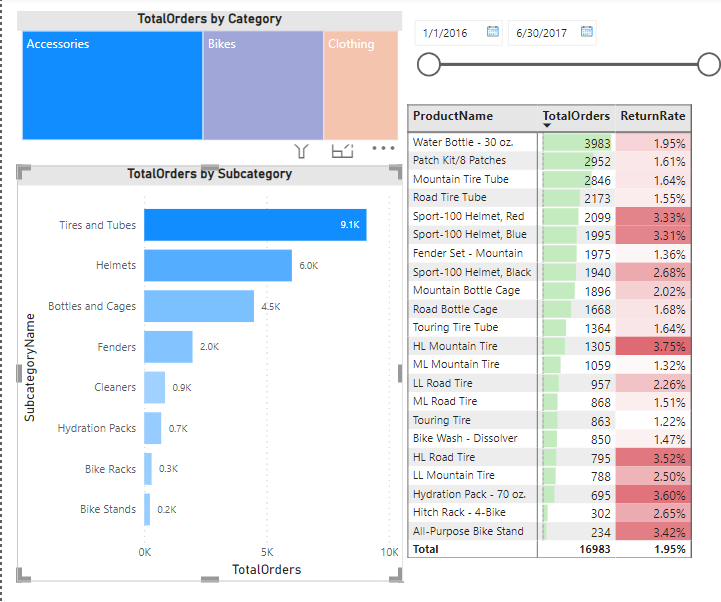 TotalOrders by Category
Accessories
Bikes
Clothing
1/1/2016
6/30/2017
TotalOrders by Subcategory
SubcategoryName
Tires and Tubes 9.1K
Helmets 6.0K
Bottles and Cages 4.5K
Fenders 2.0K
Cleaners 0.9K
Hydration Packs 0.7K
Bike Racks 0.3K
Bike Stands 0.2K
0K 5K 10K
TotalOrders
ProductName TotalOrders ReturnRate
Water Bottle - 30 oz. 3983 1.95%
Patch Kit/8 Patches 2952 1.61%
Mountain Tire Tube 2846 1.64%
Road Tire Tube 2173 1.55%
Sport-100 Helmet, Red 2099 3.33%
Sport-100 Helmet, Blue 1995 3.31%
Fender Set - Mountain 1975 1.36%
Sport-100 Helmet, Black 1940 2.68%
Mountain Bottle Cage 1896 2.02%
Road Bottle Cage 1668 1.68%
Touring Tire Tube 1364 1.64%
HL Mountain Tire 1305 3.75%
ML Mountain Tire 1059 1.32%
LL Road Tire 957 2.26%
ML Road Tire 868 1.51%
Touring Tire 863 1.22%
Bike Wash - Dissolver 850 1.47%
HL Road Tire 795 3.52%
LL Mountain Tire 788 2.50%
Hydration Pack - 70 oz. 695 3.60%
Hitch Rack - 4-Bike 302 2.65%
All-Purpose Bike Stand 234 3.42%
Total 16983 1.95%